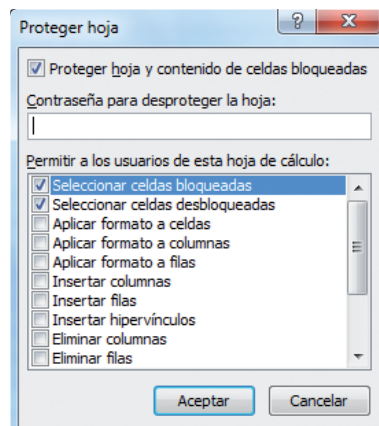 Proteger hoja
Proteger hoja y contenido de celdas bloqueadas
Contraseña para desproteger la hoja:
Permitir a los usuarios de esta hoja de cálculo:
Seleccionar celdas bloqueadas
Seleccionar celdas desbloqueadas
Aplicar formato a celdas
Aplicar formato a columnas
Aplicar formato a filas
Insertar columnas
Insertar filas
Insertar hipervínculos
Eliminar columnas
Eliminar filas
Aceptar
Cancelar